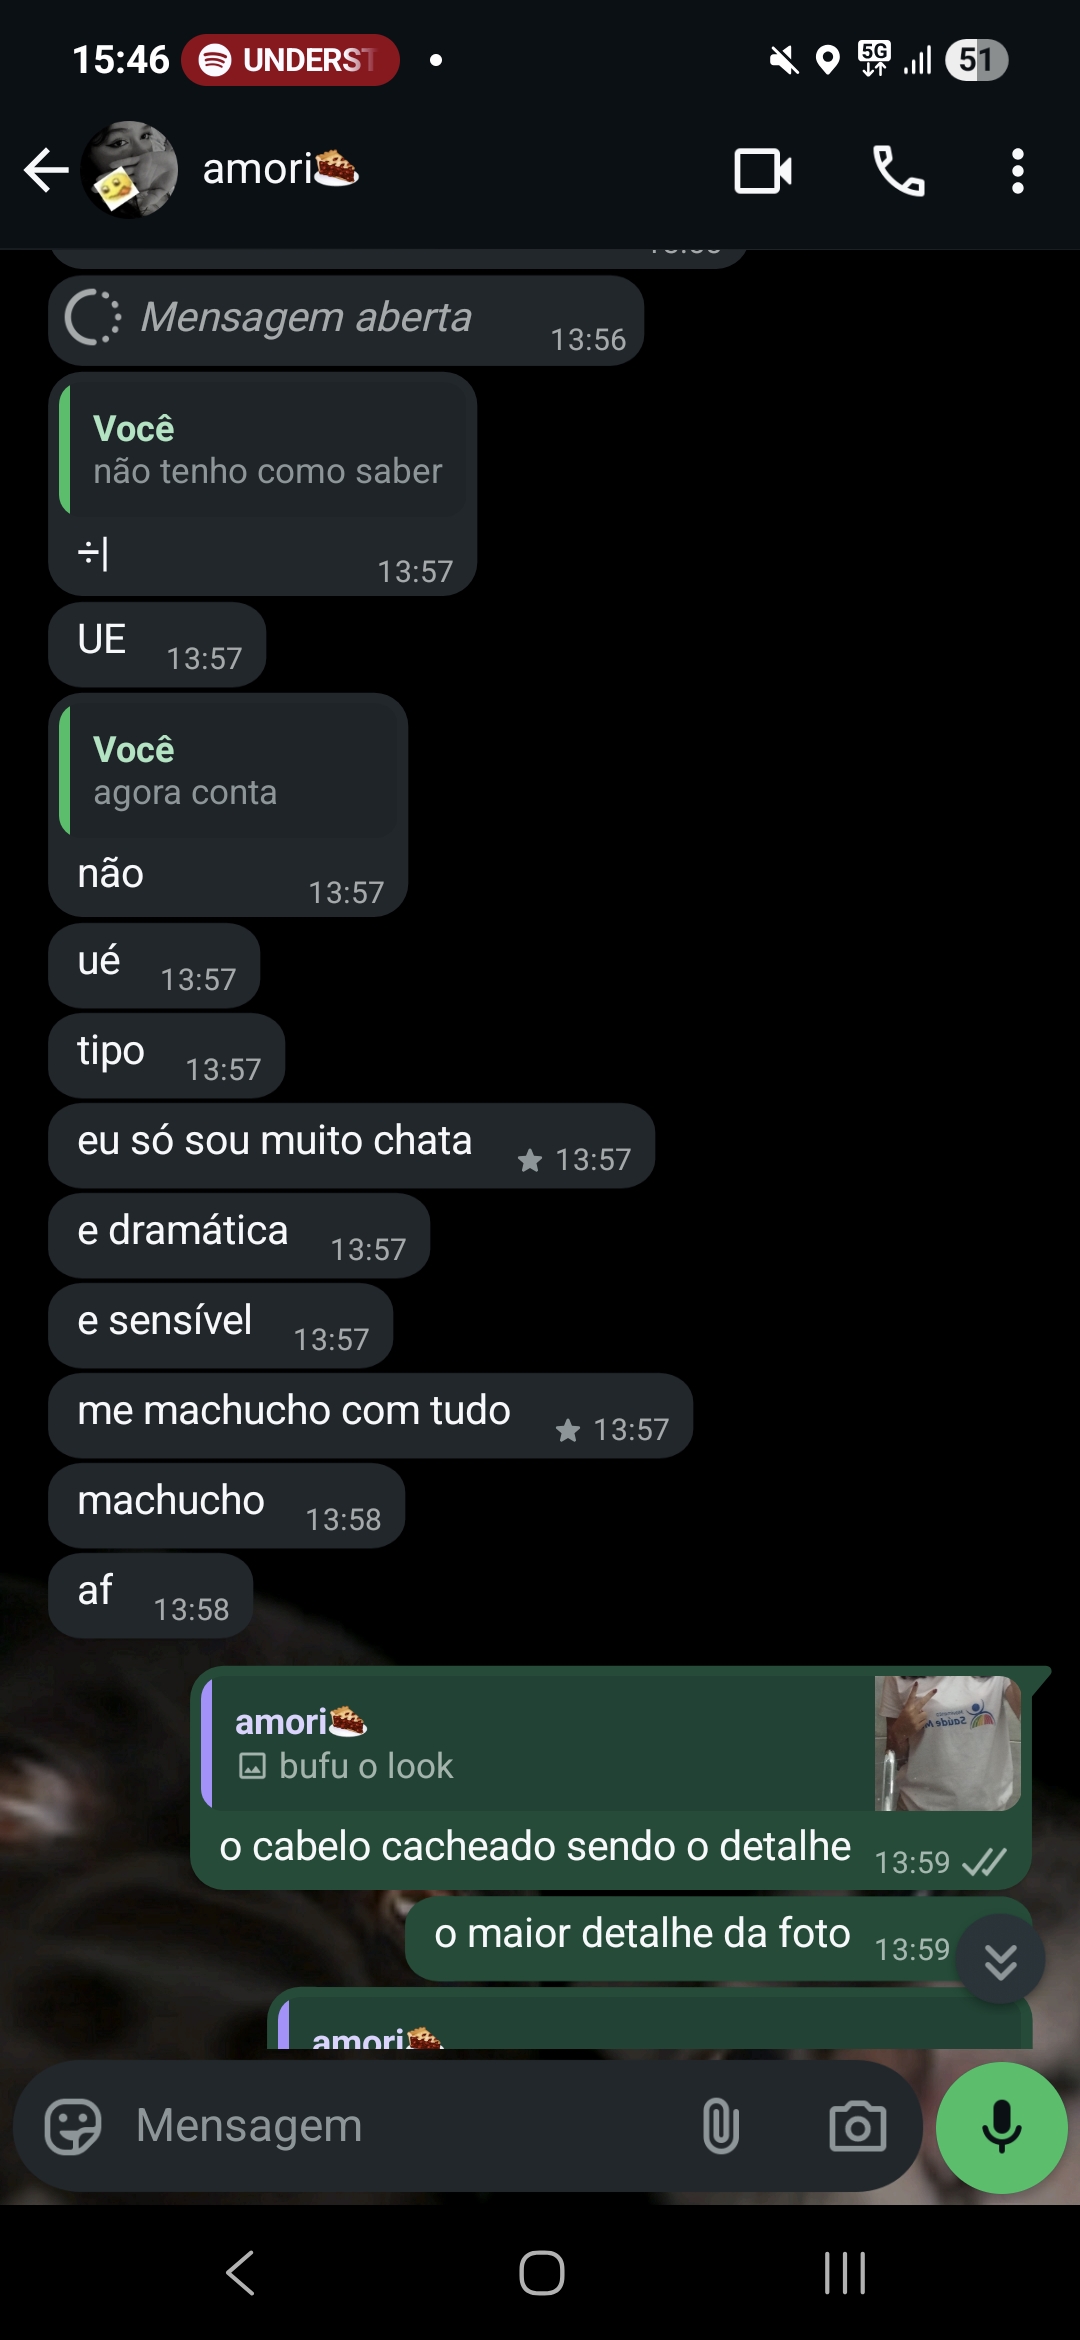 15:46 UNDERST 5G 51
amori🥧
Mensagem aberta 13:56
Você
não tenho como saber
÷| 13:57
UE 13:57
Você
agora conta
não 13:57
ué 13:57
tipo 13:57
eu só sou muito chata ★ 13:57
e dramática 13:57
e sensível 13:57
me machucho com tudo ★ 13:57
machucho 13:58
af 13:58
amori🥧
bufu o look
o cabelo cacheado sendo o detalhe 13:59
o maior detalhe da foto 13:59
amori🥧
Mensagem